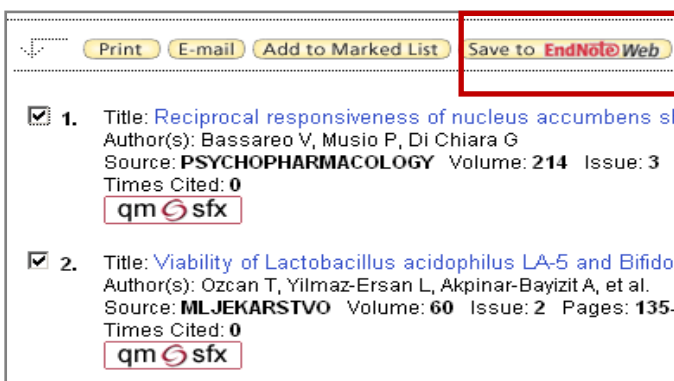 Print E-mail Add to Marked List Save to EndNote Web
1. Title: Reciprocal responsiveness of nucleus accumbens
Author(s): Bassareo V, Musio P, Di Chiara G
Source: PSYCHOPHARMACOLOGY Volume: 214 Issue: 3
Times Cited: 0
qm sfx
2. Title: Viability of Lactobacillus acidophilus LA-5 and Bifido
Author(s): Ozcan T, Yilmaz-Ersan L, Akpinar-Bayizit A, et al.
Source: MLJEKARSTVO Volume: 60 Issue: 2 Pages: 135-
Times Cited: 0
qm sfx